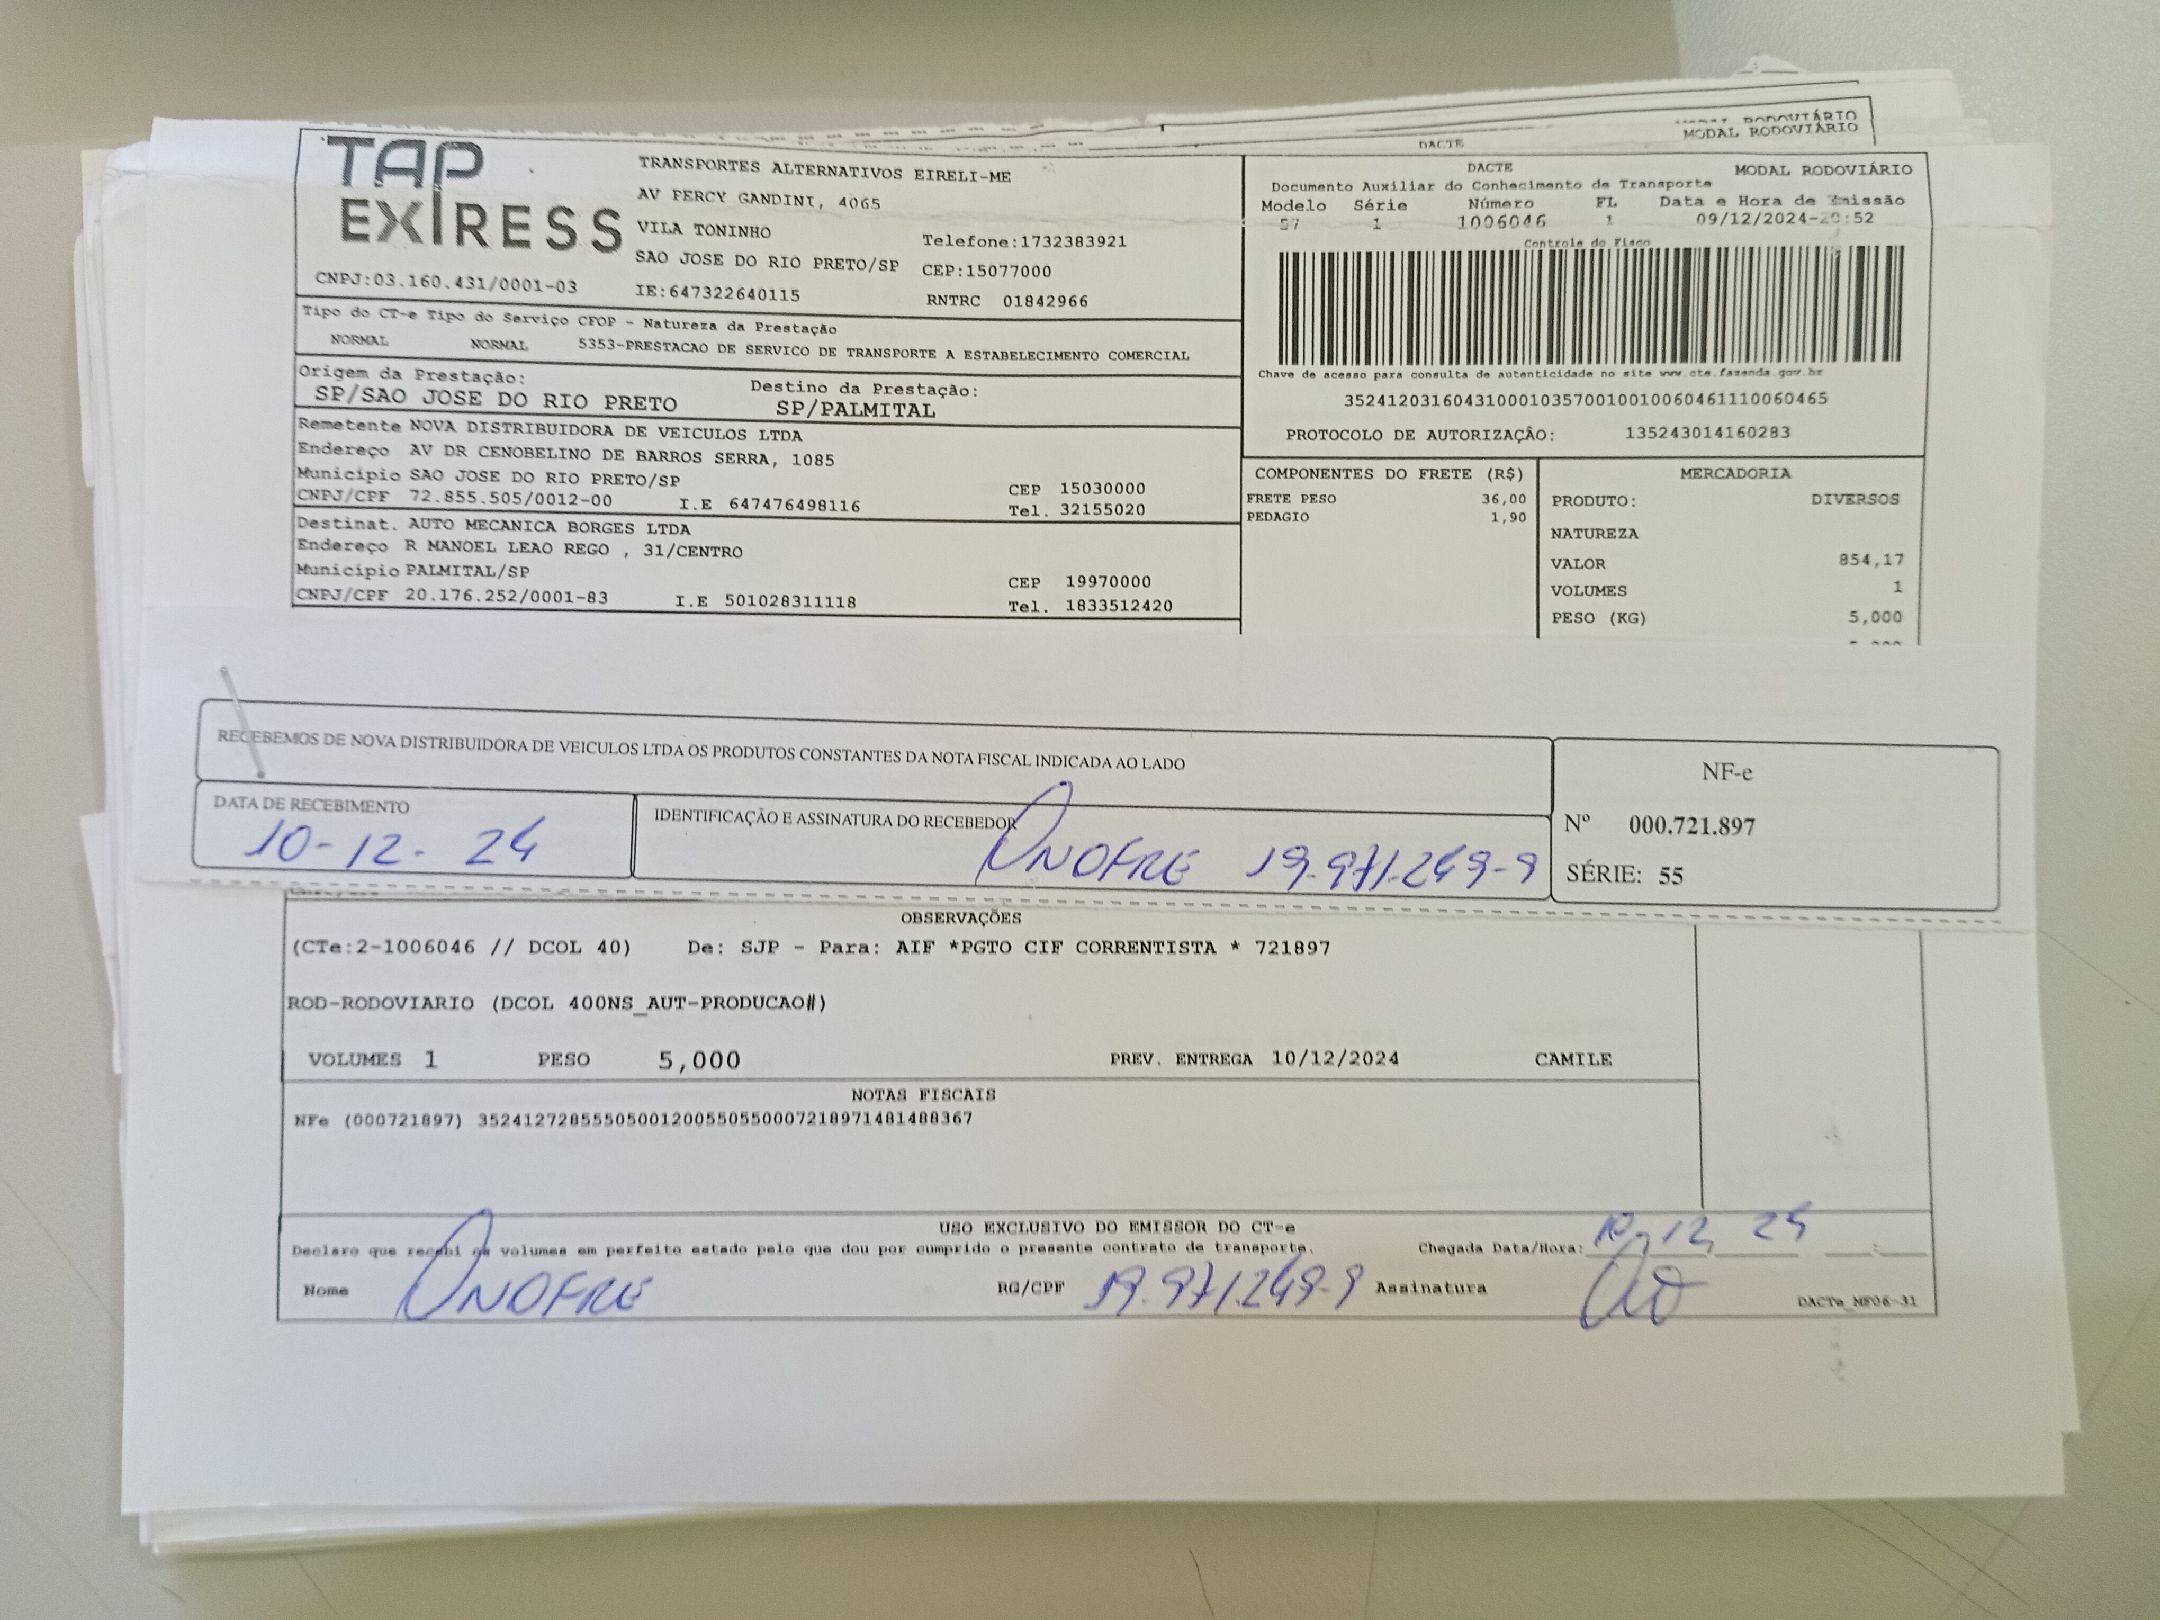 MODAL RODOVIÁRIO
DACTE
TAP
EXPRESS
TRANSPORTES ALTERNATIVOS EIRELI-ME
AV PERCY GANDINI, 4065
VILA TONINHO
Telefone:1732383921
SAO JOSE DO RIO PRETO/SP CEP:15077000
CNPJ:03.160.431/0001-03 IE:647322640115 RNTRC 01842966
DACTE MODAL RODOVIÁRIO
Documento Auxiliar do Conhecimento de Transporte
Modelo Série Número FL Data e Hora de Emissão
57 1 1006046 1 09/12/2024-20:52
Controle do Fisco
Chave de acesso para consulta de autenticidade no site www.cte.fazenda.gov.br
35241203160431000103570010010060461110060465
PROTOCOLO DE AUTORIZAÇÃO: 135243014160283
Tipo do CT-e Tipo do Serviço CFOP - Natureza da Prestação
NORMAL NORMAL 5353-PRESTACAO DE SERVICO DE TRANSPORTE A ESTABELECIMENTO COMERCIAL
Origem da Prestação: Destino da Prestação:
SP/SAO JOSE DO RIO PRETO SP/PALMITAL
Remetente NOVA DISTRIBUIDORA DE VEICULOS LTDA
Endereço AV DR CENOBELINO DE BARROS SERRA, 1085
Município SAO JOSE DO RIO PRETO/SP CEP 15030000
CNPJ/CPF 72.855.505/0012-00 I.E 647476498116 Tel. 32155020
Destinat. AUTO MECANICA BORGES LTDA
Endereço R MANOEL LEAO REGO , 31/CENTRO
Município PALMITAL/SP CEP 19970000
CNPJ/CPF 20.176.252/0001-83 I.E 501028311118 Tel. 1833512420
COMPONENTES DO FRETE (R$)
FRETE PESO 36,00
PEDAGIO 1,90
MERCADORIA
PRODUTO: DIVERSOS
NATUREZA
VALOR 854,17
VOLUMES 1
PESO (KG) 5,000
RECEBEMOS DE NOVA DISTRIBUIDORA DE VEICULOS LTDA OS PRODUTOS CONSTANTES DA NOTA FISCAL INDICADA AO LADO
DATA DE RECEBIMENTO
10-12-24
IDENTIFICAÇÃO E ASSINATURA DO RECEBEDOR
ONOFRE 19.971.249-9
NF-e
Nº 000.721.897
SÉRIE: 55
OBSERVAÇÕES
(CTe:2-1006046 // DCOL 40) De: SJP - Para: AIF *PGTO CIF CORRENTISTA * 721897
ROD-RODOVIARIO (DCOL 400NS_AUT-PRODUCAO#)
VOLUMES 1 PESO 5,000 PREV. ENTREGA 10/12/2024 CAMILE
NOTAS FISCAIS
NFe (000721897) 35241272855505001200550550007218971481488367
USO EXCLUSIVO DO EMISSOR DO CT-e
Declaro que recebi os volumes em perfeito estado pelo que dou por cumprido o presente contrato de transporte.
Chegada Data/Hora: 10 12 24
Nome ONOFRE RG/CPF 19.971.249-9 Assinatura
DACTe_MF06-31